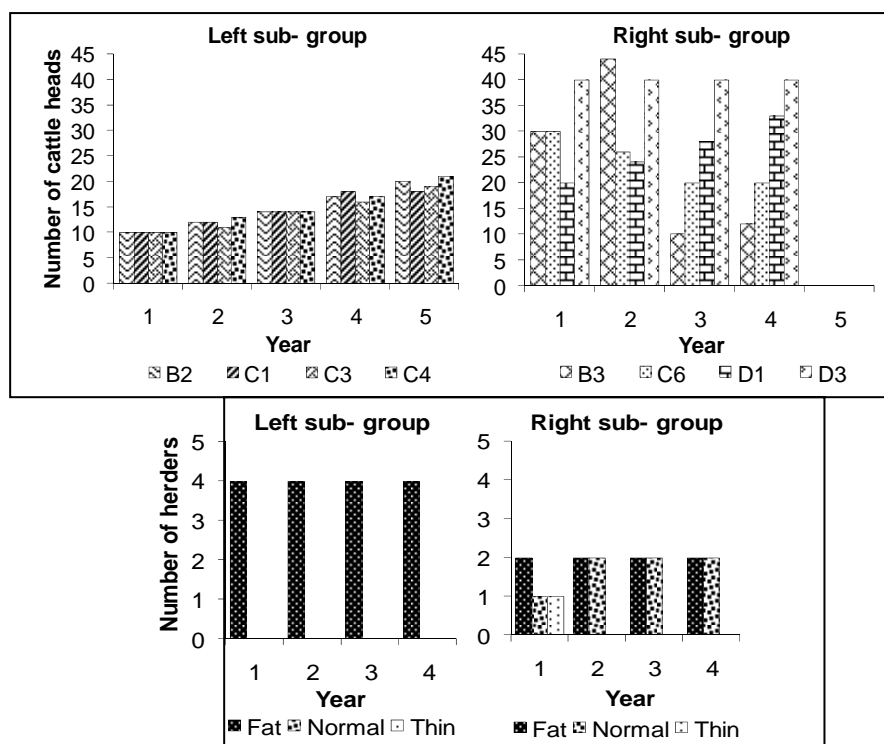 Left sub- group
Right sub- group
Number of cattle heads
45
40
35
30
25
20
15
10
5
0
1 2 3 4 5
Year
B2 C1 C3 C4
45
40
35
30
25
20
15
10
5
0
1 2 3 4 5
Year
B3 C6 D1 D3
Left sub- group
Right sub- group
Number of herders
5
4
3
2
1
0
1 2 3 4
Year
Fat Normal Thin
5
4
3
2
1
0
1 2 3 4
Year
Fat Normal Thin